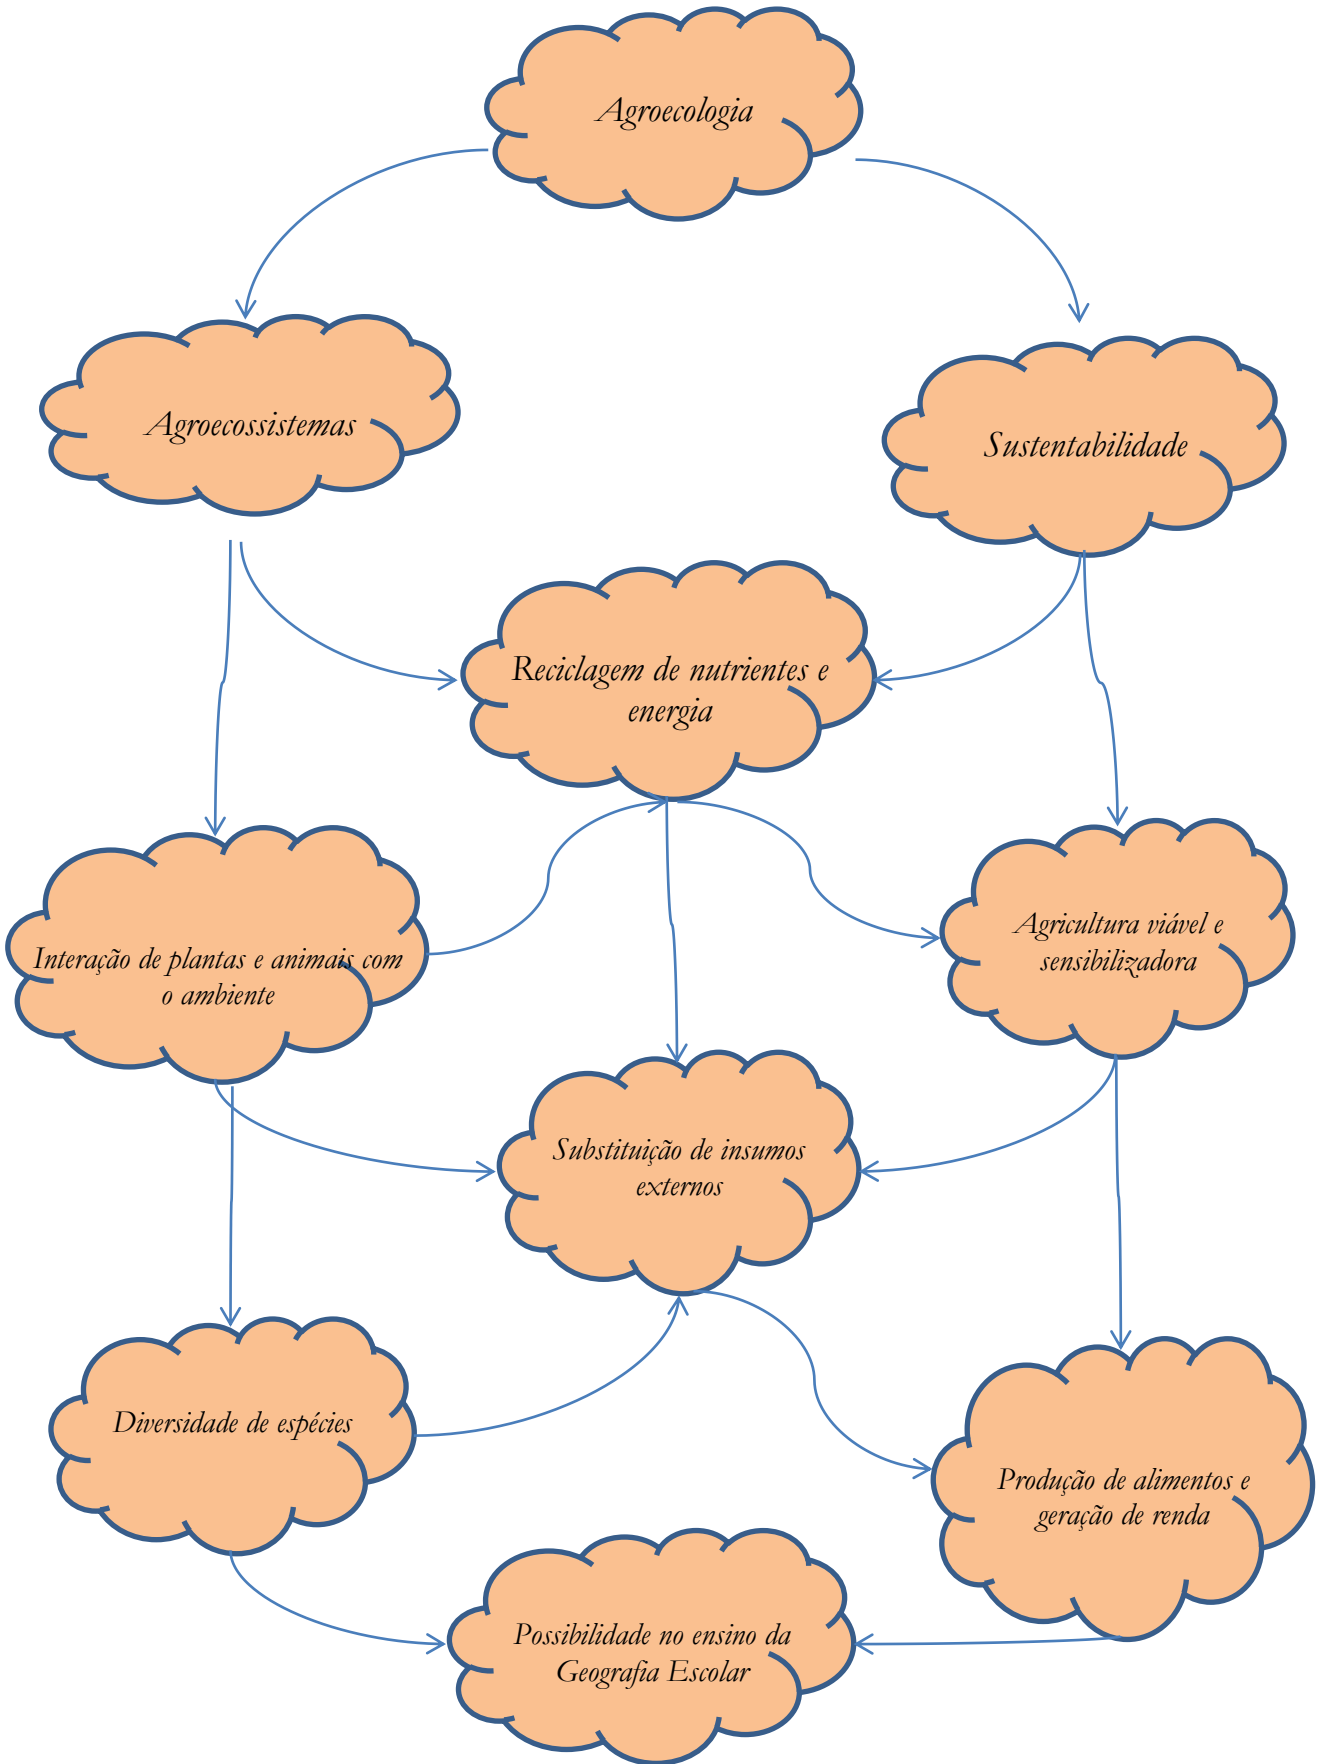 Agroecologia
Agroecossistemas
Sustentabilidade
Reciclagem de nutrientes e
energia
Interação de plantas e animais com
o ambiente
Agricultura viável e
sensibilizadora
Substituição de insumos
externos
Diversidade de espécies
Produção de alimentos e
geração de renda
Possibilidade no ensino da
Geografia Escolar